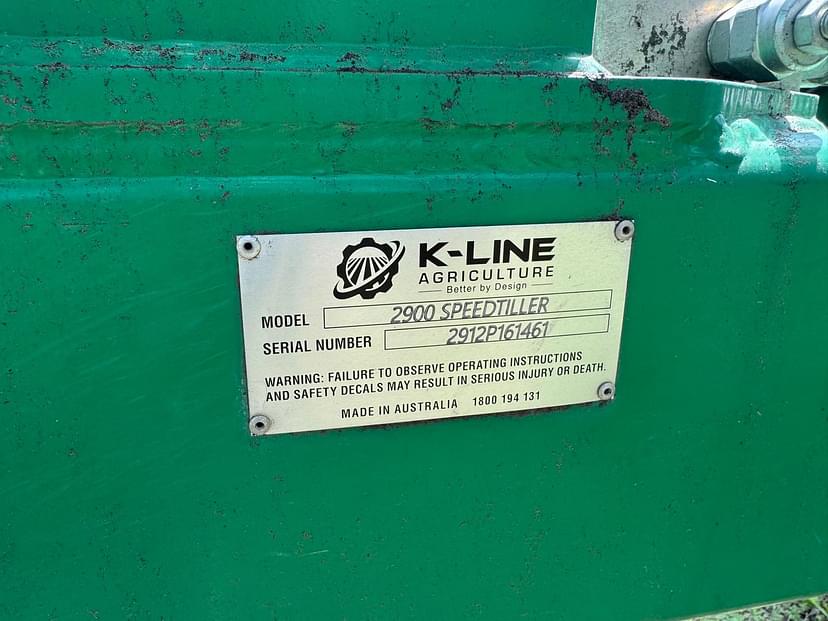 K-LINE
AGRICULTURE
Better by Design
MODEL 2900 SPEEDTILLER
SERIAL NUMBER 2912P161461
WARNING: FAILURE TO OBSERVE OPERATING INSTRUCTIONS
AND SAFETY DECALS MAY RESULT IN SERIOUS INJURY OR DEATH.
MADE IN AUSTRALIA 1800 194 131